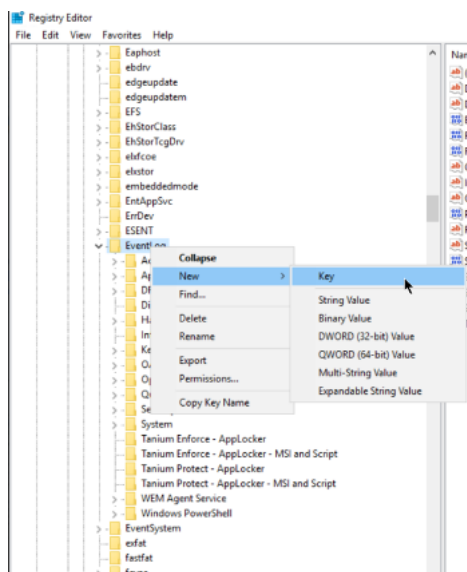 Registry Editor
File Edit View Favorites Help
Eaphost
ebdrv
edgeupdate
edgeupdatem
EFS
EhStorClass
EhStorTcgDrv
elxfcoe
elxstor
embeddedmode
EntAppSvc
ErrDev
ESENT
EventLog
System
Tanium Enforce - AppLocker
Tanium Enforce - AppLocker - MSI and Script
Tanium Protect - AppLocker
Tanium Protect - AppLocker - MSI and Script
WEM Agent Service
Windows PowerShell
EventSystem
exfat
fastfat
Collapse
New
Find...
Delete
Rename
Export
Permissions...
Copy Key Name
Key
String Value
Binary Value
DWORD (32-bit) Value
QWORD (64-bit) Value
Multi-String Value
Expandable String Value